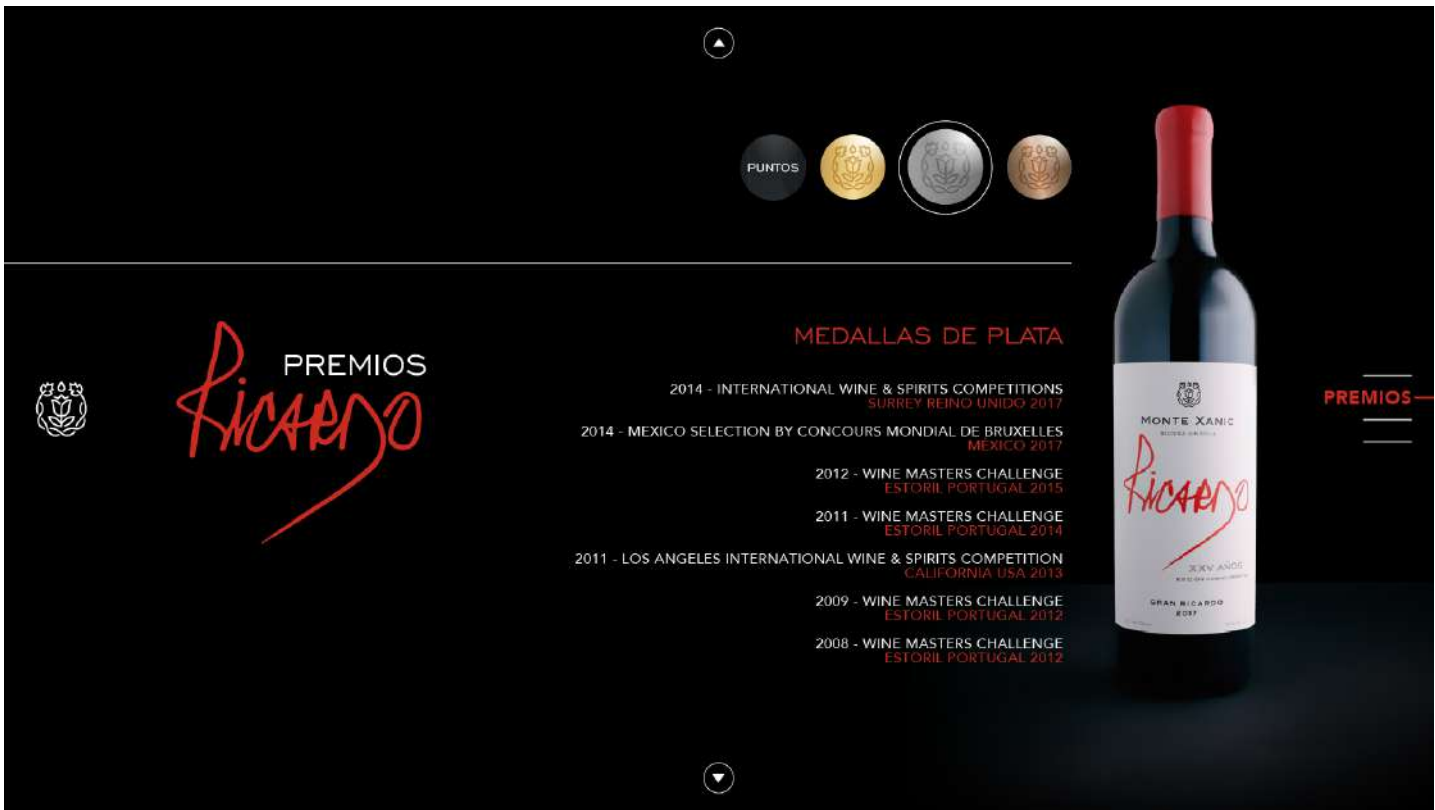 PUNTOS
PREMIOS
RICARDO
MEDALLAS DE PLATA
2014 - INTERNATIONAL WINE & SPIRITS COMPETITIONS
SURREY REINO UNIDO 2017
2014 - MEXICO SELECTION BY CONCOURS MONDIAL DE BRUXELLES
MÉXICO 2017
2012 - WINE MASTERS CHALLENGE
ESTORIL PORTUGAL 2015
2011 - WINE MASTERS CHALLENGE
ESTORIL PORTUGAL 2014
2011 - LOS ANGELES INTERNATIONAL WINE & SPIRITS COMPETITION
CALIFORNIA USA 2013
2009 - WINE MASTERS CHALLENGE
ESTORIL PORTUGAL 2012
2008 - WINE MASTERS CHALLENGE
ESTORIL PORTUGAL 2012
MONTE XANIC
RICARDO
XXV AÑOS
GRAN RICARDO
2017
PREMIOS